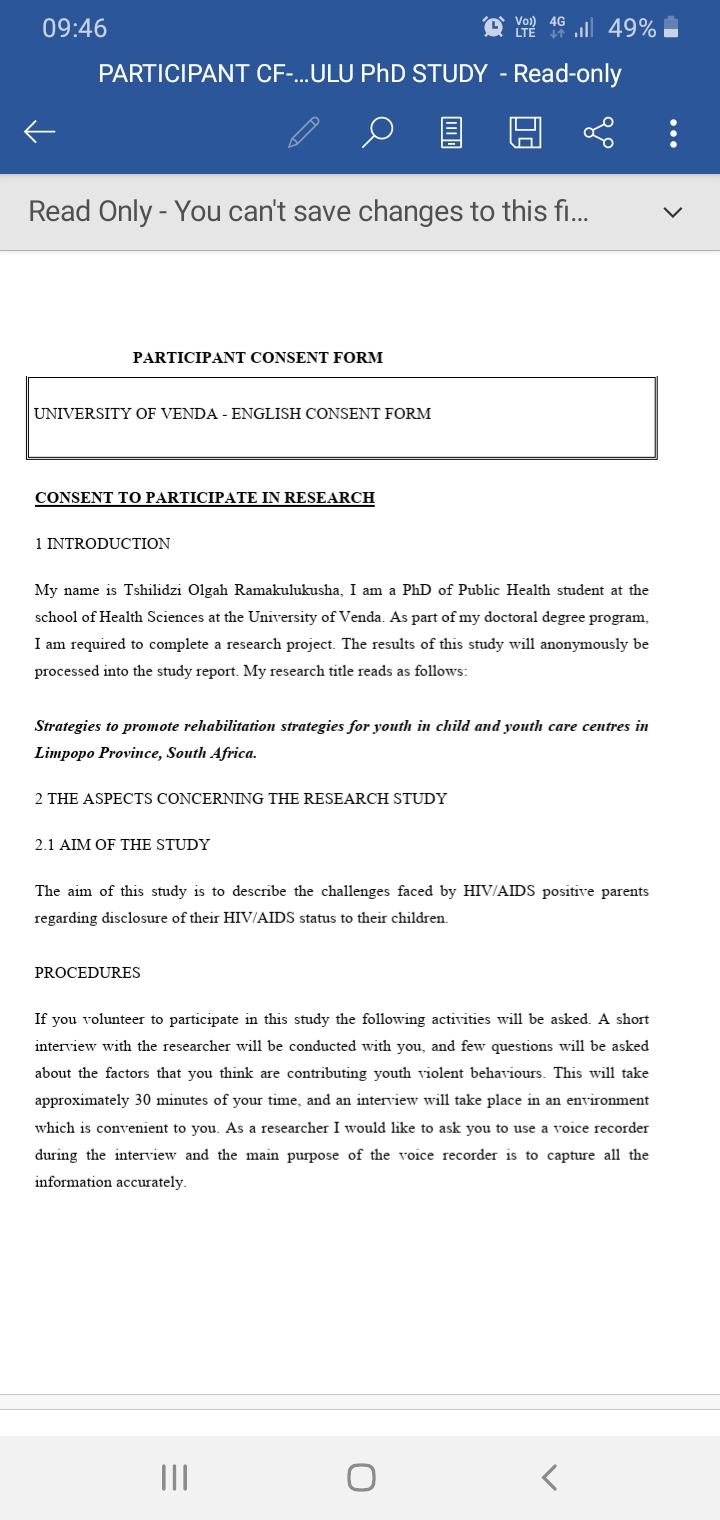 09:46
Vo)) LTE 4G 49%
PARTICIPANT CF-...ULU PhD STUDY - Read-only
Read Only - You can't save changes to this fi...
PARTICIPANT CONSENT FORM
UNIVERSITY OF VENDA - ENGLISH CONSENT FORM
CONSENT TO PARTICIPATE IN RESEARCH
1 INTRODUCTION
My name is Tshilidzi Olgah Ramakulukusha, I am a PhD of Public Health student at the
school of Health Sciences at the University of Venda. As part of my doctoral degree program,
I am required to complete a research project. The results of this study will anonymously be
processed into the study report. My research title reads as follows:
Strategies to promote rehabilitation strategies for youth in child and youth care centres in
Limpopo Province, South Africa.
2 THE ASPECTS CONCERNING THE RESEARCH STUDY
2.1 AIM OF THE STUDY
The aim of this study is to describe the challenges faced by HIV/AIDS positive parents
regarding disclosure of their HIV/AIDS status to their children.
PROCEDURES
If you volunteer to participate in this study the following activities will be asked. A short
interview with the researcher will be conducted with you, and few questions will be asked
about the factors that you think are contributing youth violent behaviours. This will take
approximately 30 minutes of your time, and an interview will take place in an environment
which is convenient to you. As a researcher I would like to ask you to use a voice recorder
during the interview and the main purpose of the voice recorder is to capture all the
information accurately.